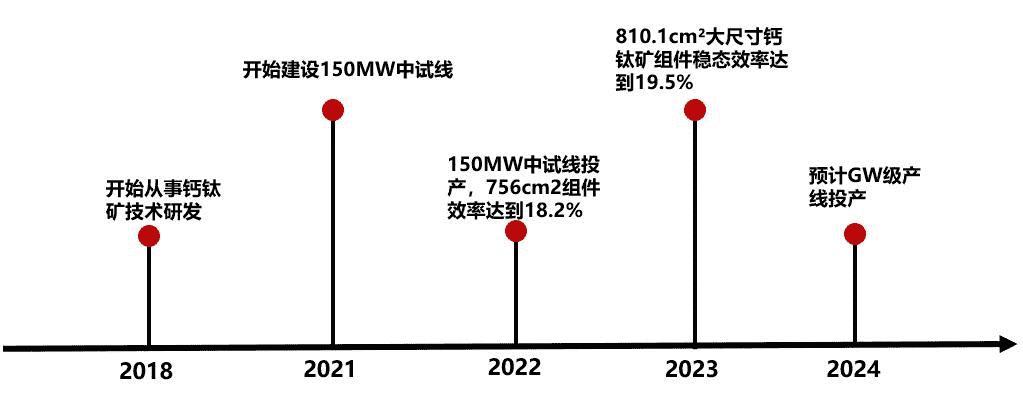 开始从事钙钛
矿技术研发
开始建设150MW中试线
150MW中试线投
产，756cm2组件
效率达到18.2%
810.1cm²大尺寸钙
钛矿组件稳态效率达
到19.5%
预计GW级产
线投产
2018
2021
2022
2023
2024